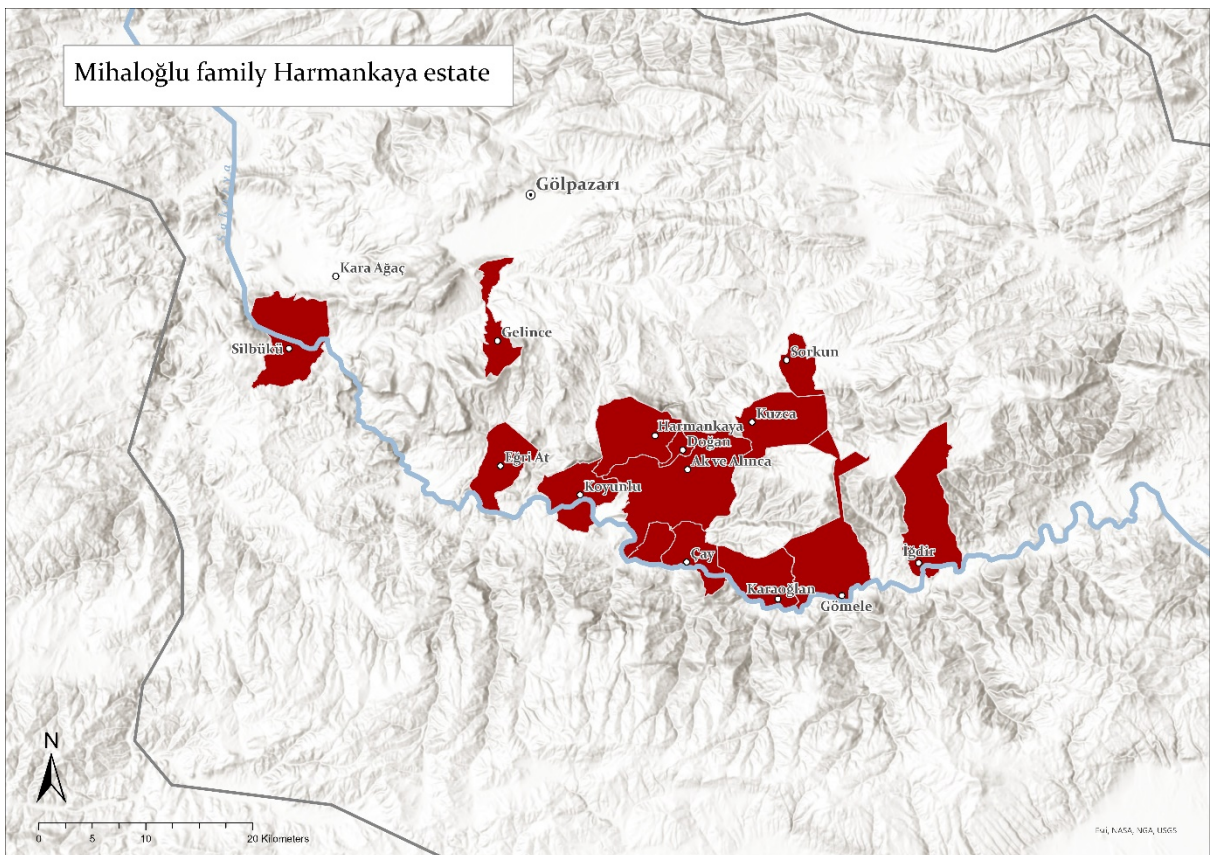 Mihaloğlu family Harmankaya estate
Sakarya
Gölpazarı
Kara Ağaç
Gelince
Silbükü
Sorkun
Kuzca
Harmankaya
Doğan
Eğri At
Ak ve Alınca
Koyunlu
Çay
İğdir
Karaoğlan
Gömele
N
0 5 10 20 Kilometers
Esri, NASA, NGA, USGS